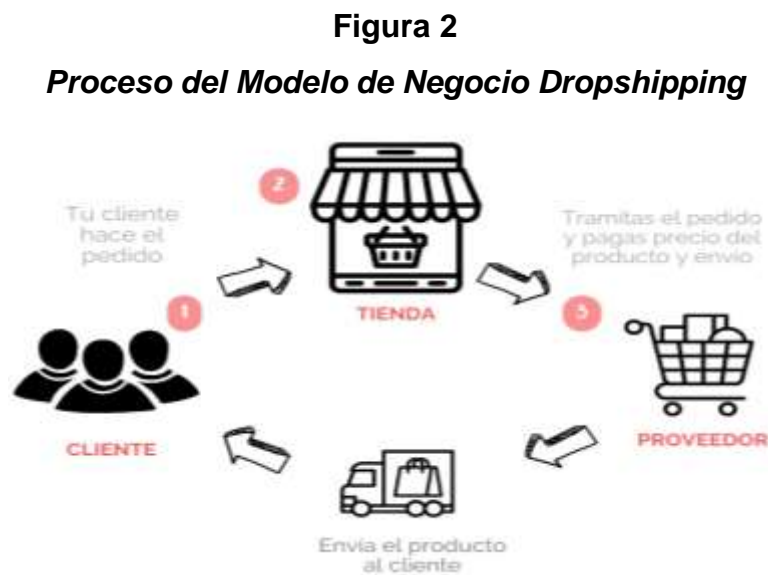 Figura 2
Proceso del Modelo de Negocio Dropshipping
2
Tu cliente
hace el
pedido
Tramitas el pedido
y pagas precio del
producto y envío
1
TIENDA
3
CLIENTE
PROVEEDOR
Envía el producto
al cliente